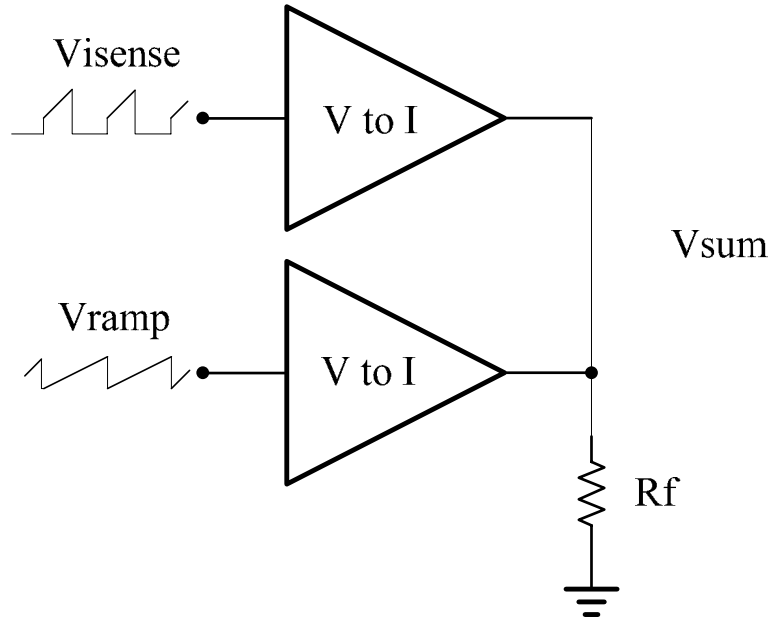 Visense
V to I
Vsum
Vramp
V to I
Rf